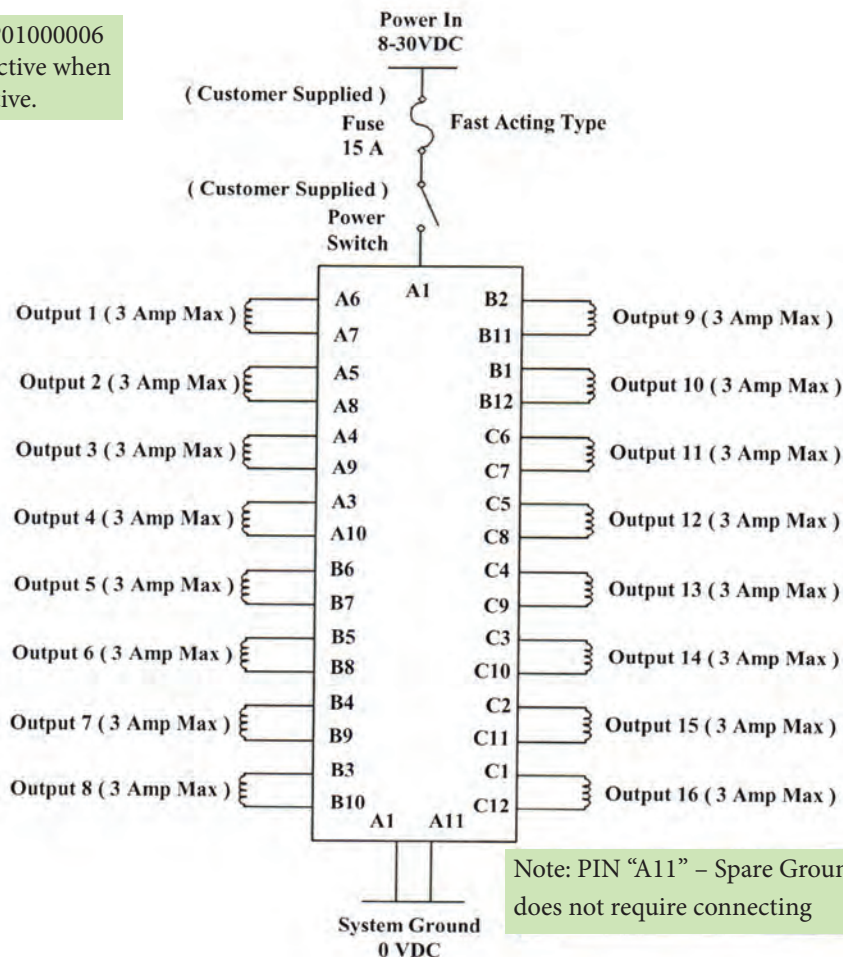 01000006
ctive when
ive.
Power In
8-30VDC
( Customer Supplied )
Fuse
15 A
Fast Acting Type
( Customer Supplied )
Power
Switch
A1
Output 1 ( 3 Amp Max )
A6
A7
Output 2 ( 3 Amp Max )
A5
A8
Output 3 ( 3 Amp Max )
A4
A9
Output 4 ( 3 Amp Max )
A3
A10
Output 5 ( 3 Amp Max )
B6
B7
Output 6 ( 3 Amp Max )
B5
B8
Output 7 ( 3 Amp Max )
B4
B9
Output 8 ( 3 Amp Max )
B3
B10
B2
B11
Output 9 ( 3 Amp Max )
B1
B12
Output 10 ( 3 Amp Max )
C6
C7
Output 11 ( 3 Amp Max )
C5
C8
Output 12 ( 3 Amp Max )
C4
C9
Output 13 ( 3 Amp Max )
C3
C10
Output 14 ( 3 Amp Max )
C2
C11
Output 15 ( 3 Amp Max )
C1
C12
Output 16 ( 3 Amp Max )
A1 A11
System Ground
0 VDC
Note: PIN “A11” – Spare Groun
does not require connecting